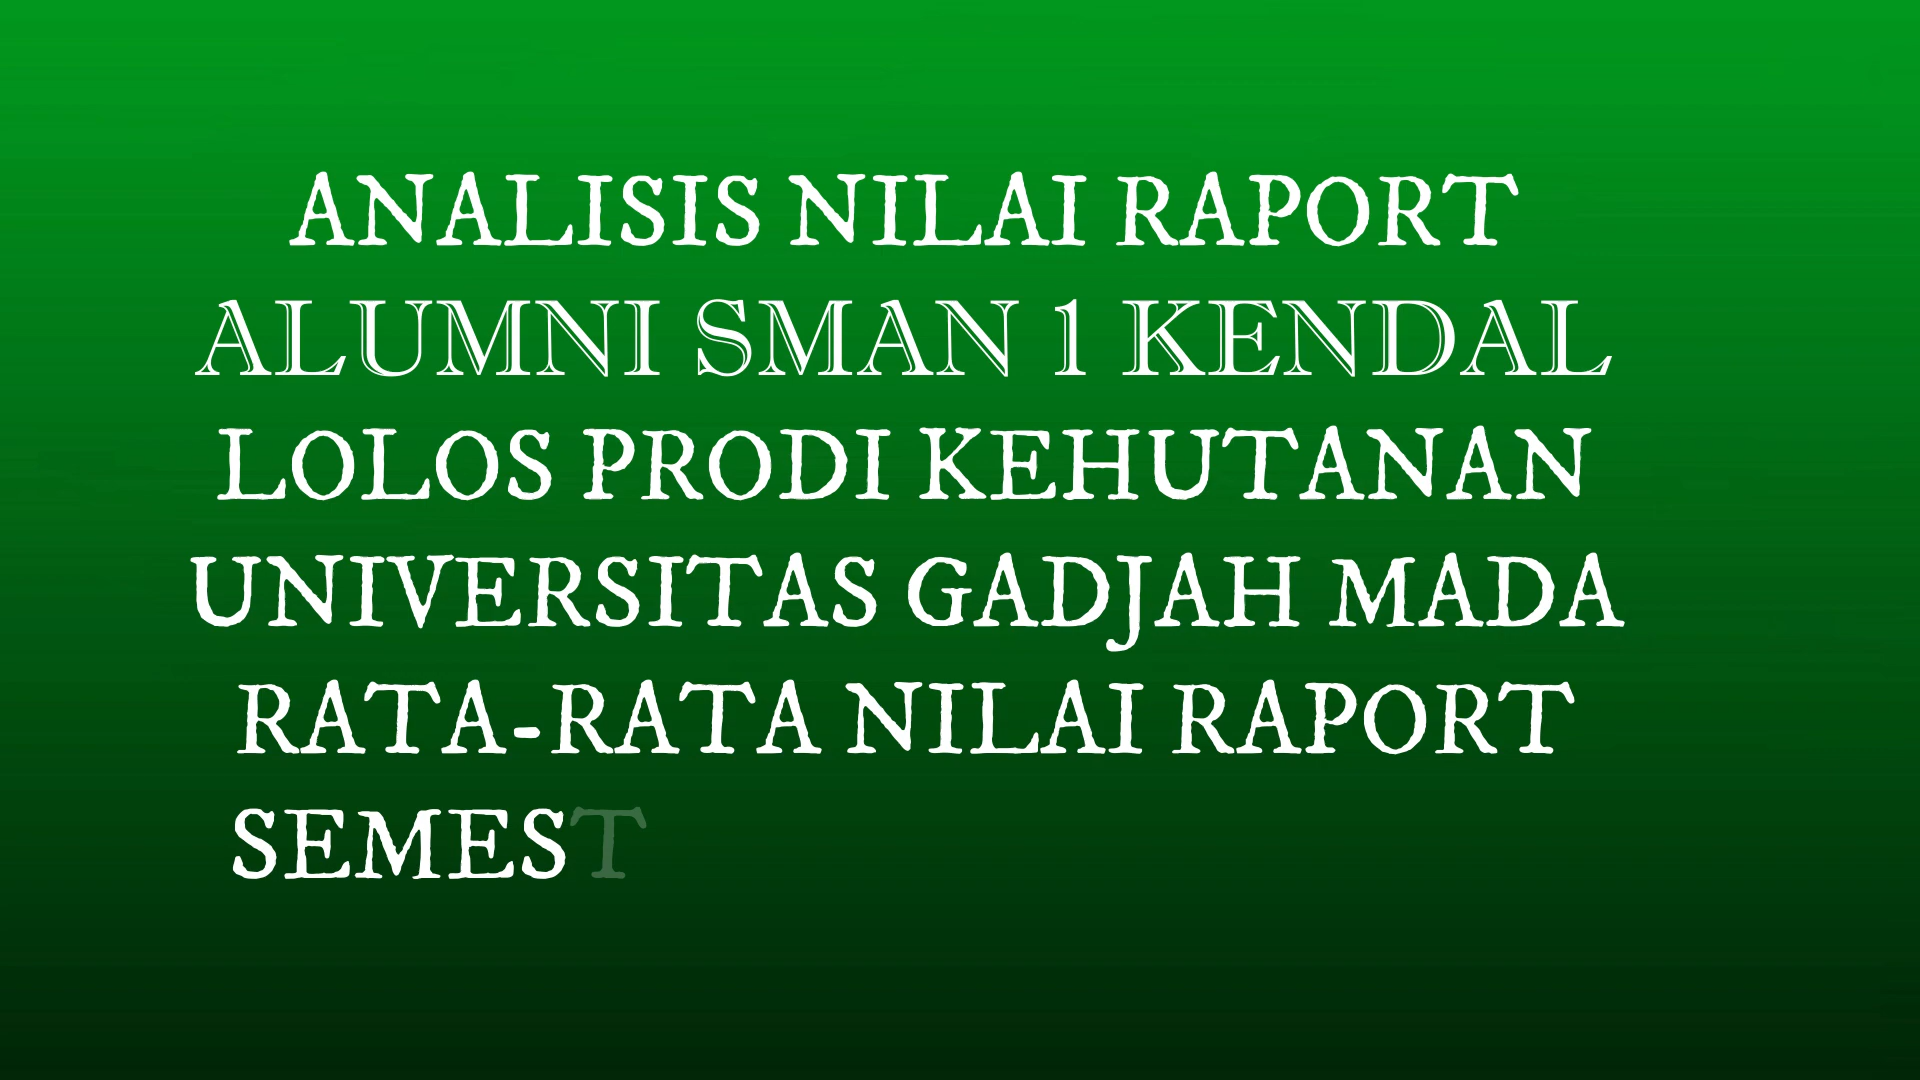 ANALISIS NILAI RAPORT
ALUMNI SMAN 1 KENDAL
LOLOS PRODI KEHUTANAN
UNIVERSITAS GADJAH MADA
RATA-RATA NILAI RAPORT
SEMEST